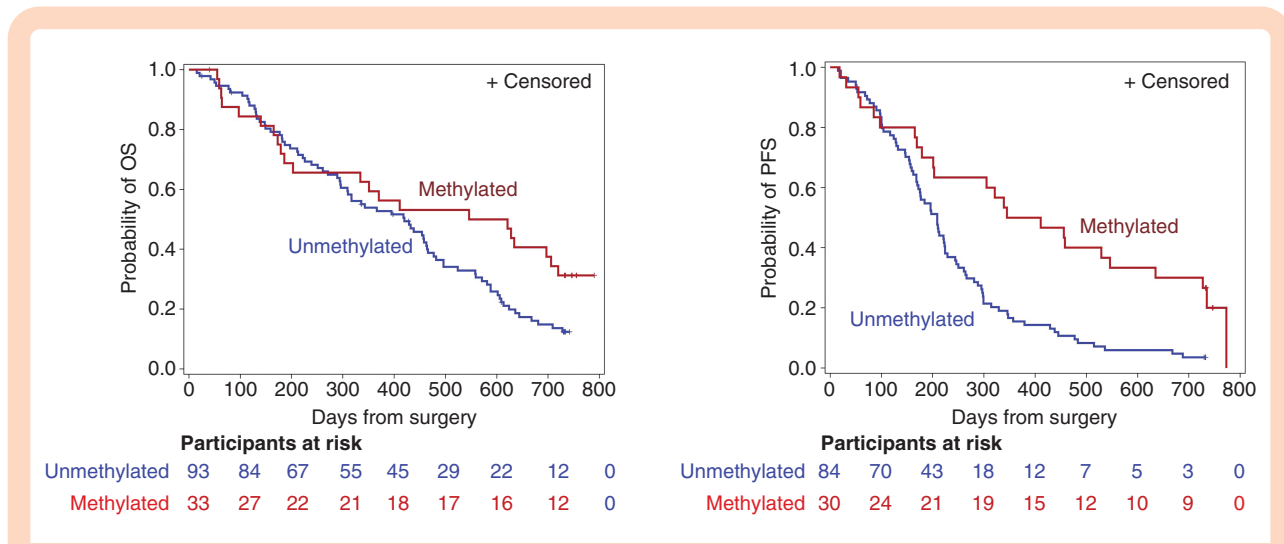 1.0
0.8
0.6
0.4
0.2
0.0
Probability of OS
+ Censored
Methylated
Unmethylated
0 100 200 300 400 500 600 700 800
Days from surgery
Participants at risk
Unmethylated 93 84 67 55 45 29 22 12 0
Methylated 33 27 22 21 18 17 16 12 0
1.0
0.8
0.6
0.4
0.2
0.0
Probability of PFS
+ Censored
Methylated
Unmethylated
0 100 200 300 400 500 600 700 800
Days from surgery
Participants at risk
Unmethylated 84 70 43 18 12 7 5 3 0
Methylated 30 24 21 19 15 12 10 9 0